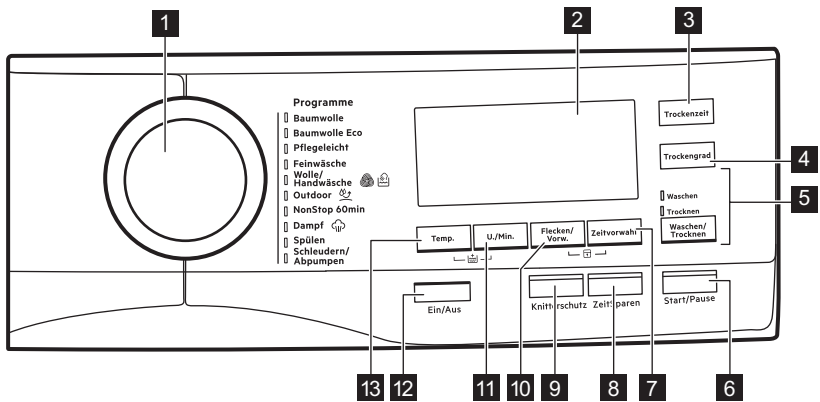 1
2
3
4
5
Programme
Baumwolle
Baumwolle Eco
Pflegeleicht
Feinwäsche
Wolle/
Handwäsche
Outdoor
NonStop 60min
Dampf
Spülen
Schleudern/
Abpumpen
Trockenzeit
Trockengrad
Waschen
Trocknen
Waschen/
Trocknen
Temp.
U./Min.
Flecken/
Vorw.
Zeitvorwahl
Ein/Aus
Knitterschutz
ZeitSparen
Start/Pause
13
12
11
10
9
8
7
6